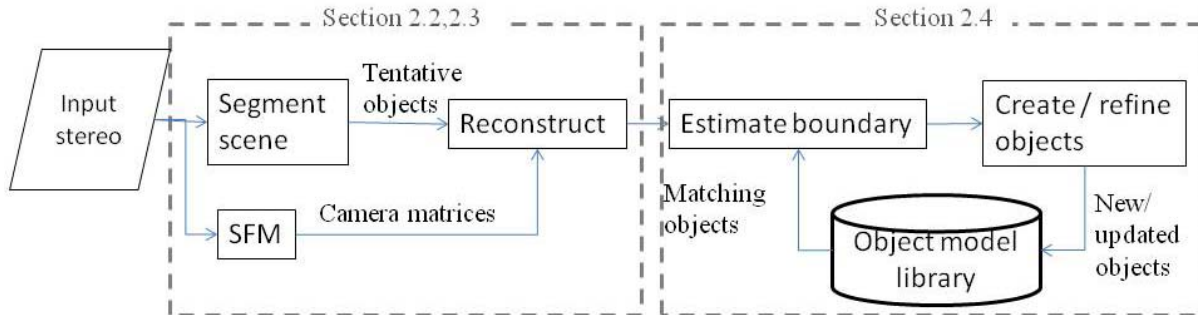 Section 2.2,2.3
Section 2.4
Input
stereo
Segment
scene
Tentative
objects
Reconstruct
SFM
Camera matrices
Estimate boundary
Create / refine
objects
Matching
objects
Object model
library
New/
updated
objects